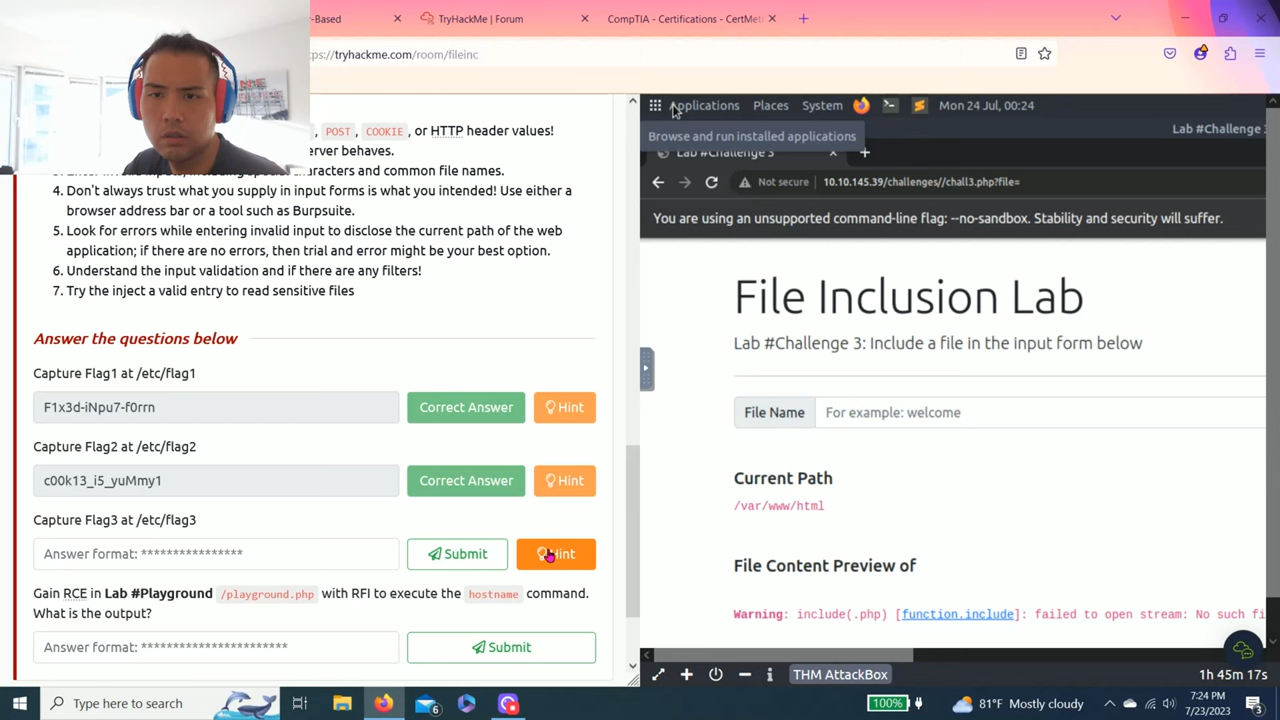 r-Based
TryHackMe | Forum
CompTIA - Certifications - CertMet
ps://tryhackme.com/room/fileinc
Applications Places System Mon 24 Jul, 00:24
Browse and run installed applications
Lab #Challenge 3
Lab #Challenge 3
Not secure 10.10.145.39/challenges//chall3.php?file=
You are using an unsupported command-line flag: --no-sandbox. Stability and security will suffer.
, POST , COOKIE , or HTTP header values!
erver behaves.
characters and common file names.
4. Don't always trust what you supply in input forms is what you intended! Use either a
browser address bar or a tool such as Burpsuite.
5. Look for errors while entering invalid input to disclose the current path of the web
application; if there are no errors, then trial and error might be your best option.
6. Understand the input validation and if there are any filters!
7. Try the inject a valid entry to read sensitive files
Answer the questions below
Capture Flag1 at /etc/flag1
F1x3d-iNpu7-f0rrn
Correct Answer
Hint
Capture Flag2 at /etc/flag2
c00k13_i5_yuMmy1
Correct Answer
Hint
Capture Flag3 at /etc/flag3
Answer format: ****************
Submit
Hint
Gain RCE in Lab #Playground /playground.php with RFI to execute the hostname command.
What is the output?
Answer format: ***********************
Submit
File Inclusion Lab
Lab #Challenge 3: Include a file in the input form below
File Name
For example: welcome
Current Path
/var/www/html
File Content Preview of
Warning: include(.php) [function.include]: failed to open stream: No such fi
THM AttackBox
1h 45m 17s
Type here to search
6
100%
81°F Mostly cloudy
7:24 PM
7/23/2023
3